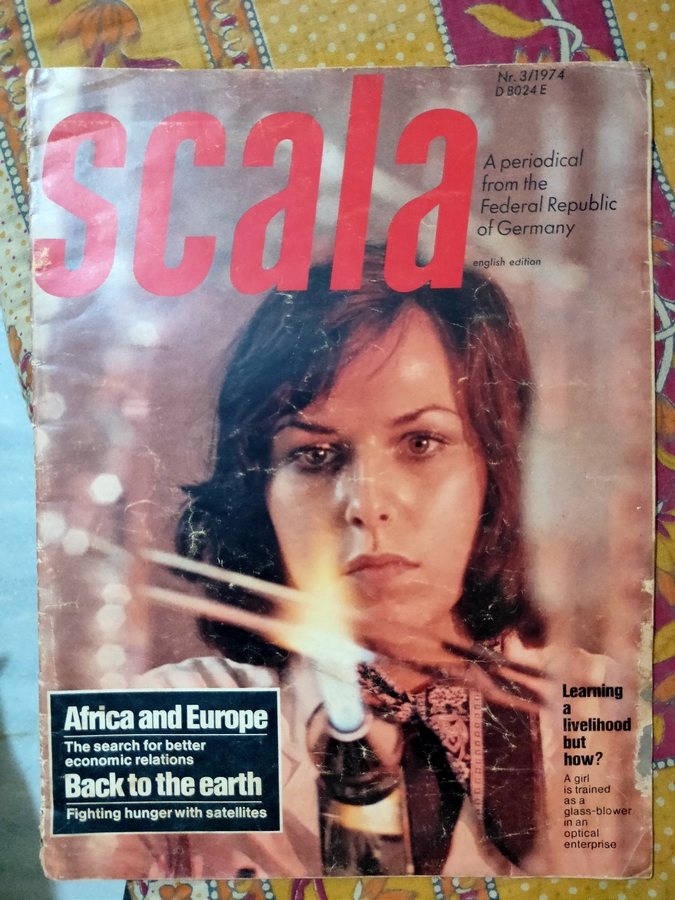 scala
Nr. 3/1974
D 8024 E
A periodical
from the
Federal Republic
of Germany
english edition
Africa and Europe
The search for better
economic relations
Back to the earth
Fighting hunger with satellites
Learning
a
livelihood
but
how?
A girl
is trained
as a
glass-blower
in an
optical
enterprise